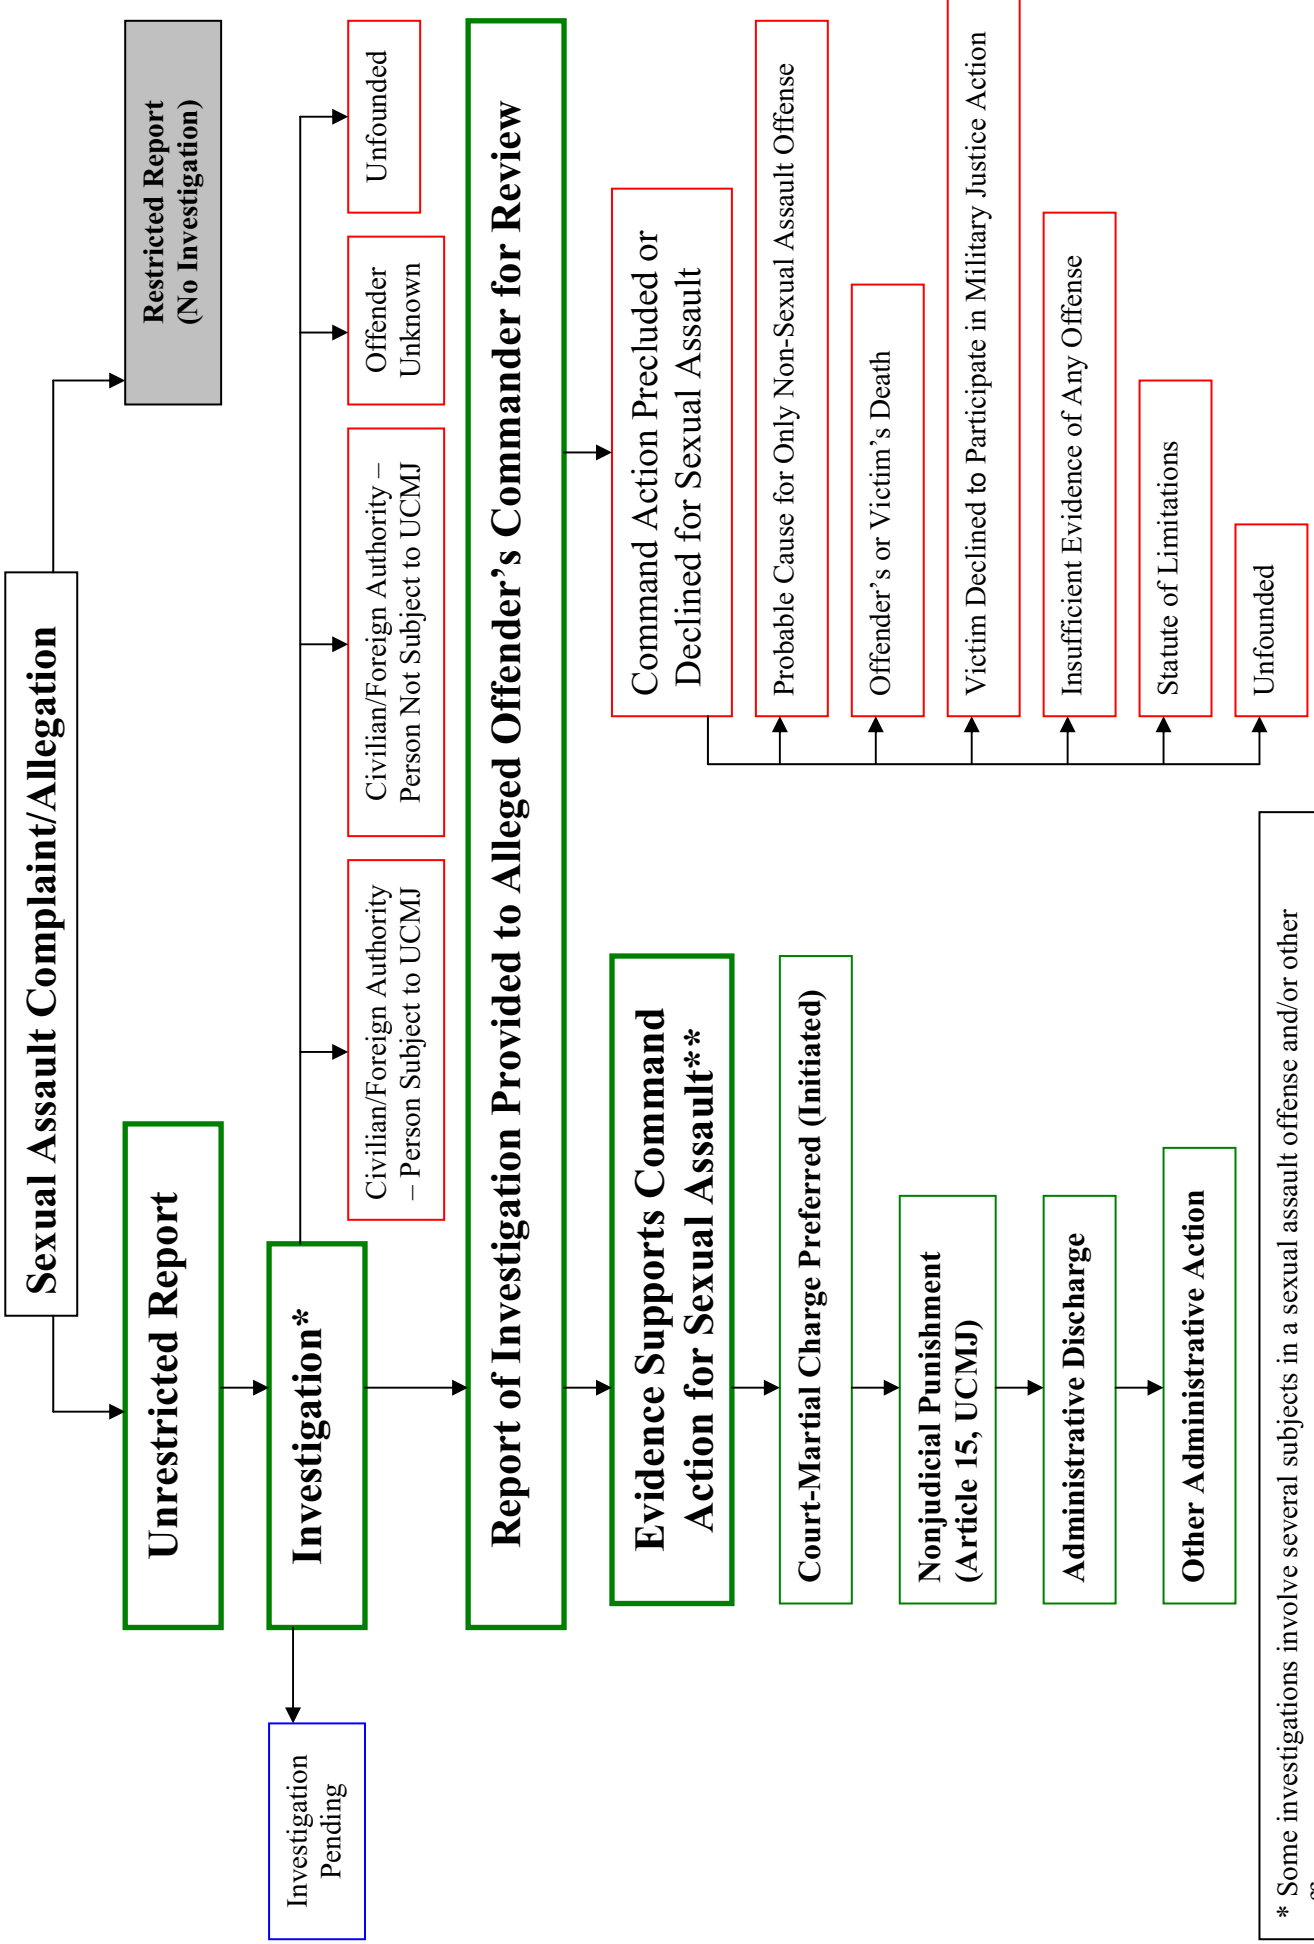 Sexual Assault Complaint/Allegation
Unrestricted Report
Restricted Report
(No Investigation)
Investigation
Pending
Investigation*
Civilian/Foreign Authority
– Person Subject to UCMJ
Civilian/Foreign Authority –
Person Not Subject to UCMJ
Offender
Unknown
Unfounded
Report of Investigation Provided to Alleged Offender’s Commander for Review
Evidence Supports Command
Action for Sexual Assault**
Court-Martial Charge Preferred (Initiated)
Nonjudicial Punishment
(Article 15, UCMJ)
Administrative Discharge
Other Administrative Action
Command Action Precluded or
Declined for Sexual Assault
Probable Cause for Only Non-Sexual Assault Offense
Offender’s or Victim’s Death
Victim Declined to Participate in Military Justice Action
Insufficient Evidence of Any Offense
Statute of Limitations
Unfounded
* Some investigations involve several subjects in a sexual assault offense and/or other